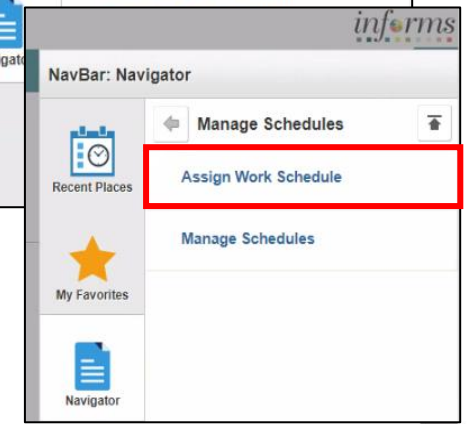 informs
NavBar: Navigator
Manage Schedules
Recent Places
Assign Work Schedule
Manage Schedules
My Favorites
Navigator